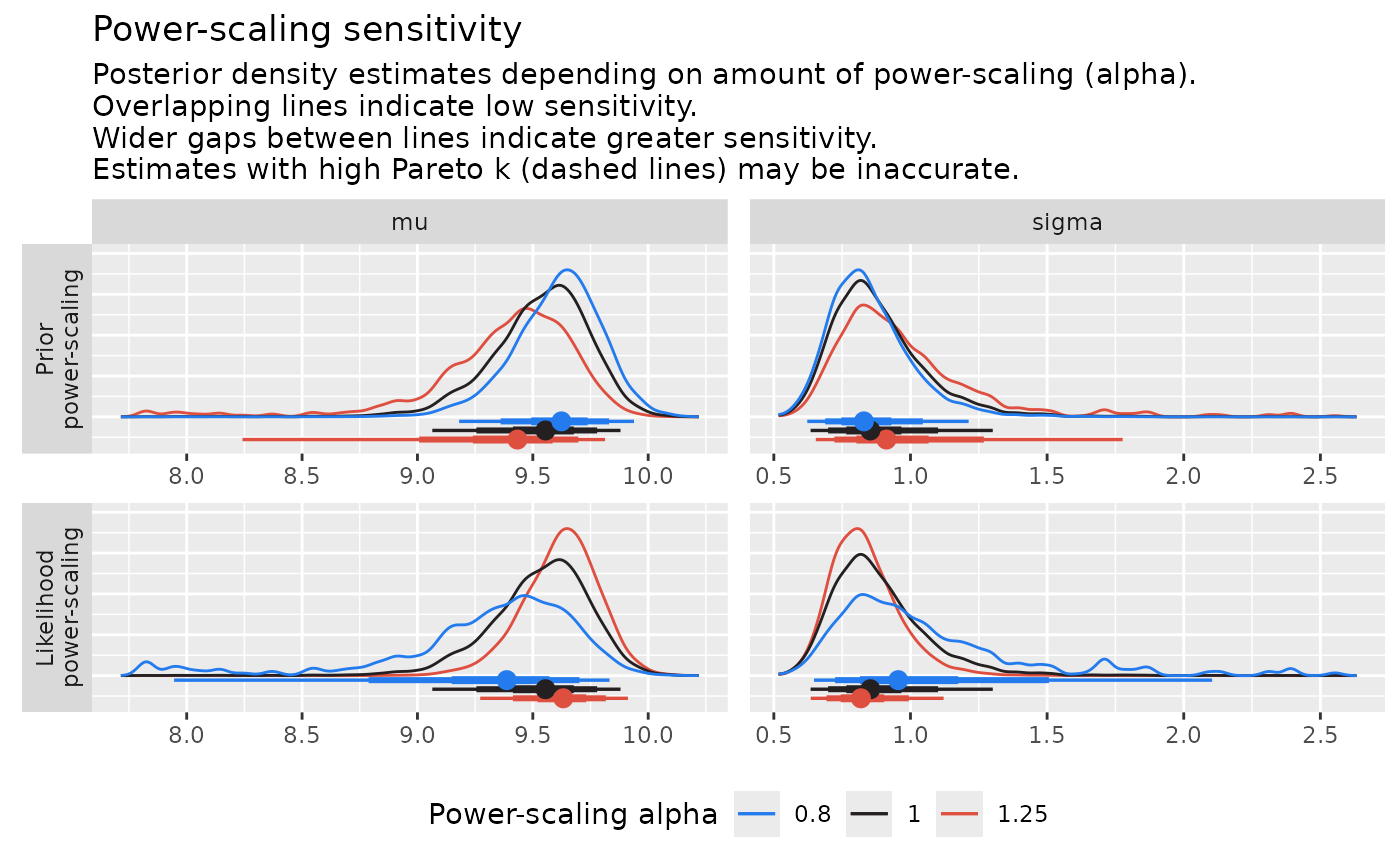 Power-scaling sensitivity
Posterior density estimates depending on amount of power-scaling (alpha).
Overlapping lines indicate low sensitivity.
Wider gaps between lines indicate greater sensitivity.
Estimates with high Pareto k (dashed lines) may be inaccurate.
mu
sigma
Prior
power-scaling
8.0 8.5 9.0 9.5 10.0
0.5 1.0 1.5 2.0 2.5
Likelihood
power-scaling
8.0 8.5 9.0 9.5 10.0
0.5 1.0 1.5 2.0 2.5
Power-scaling alpha 0.8 1 1.25